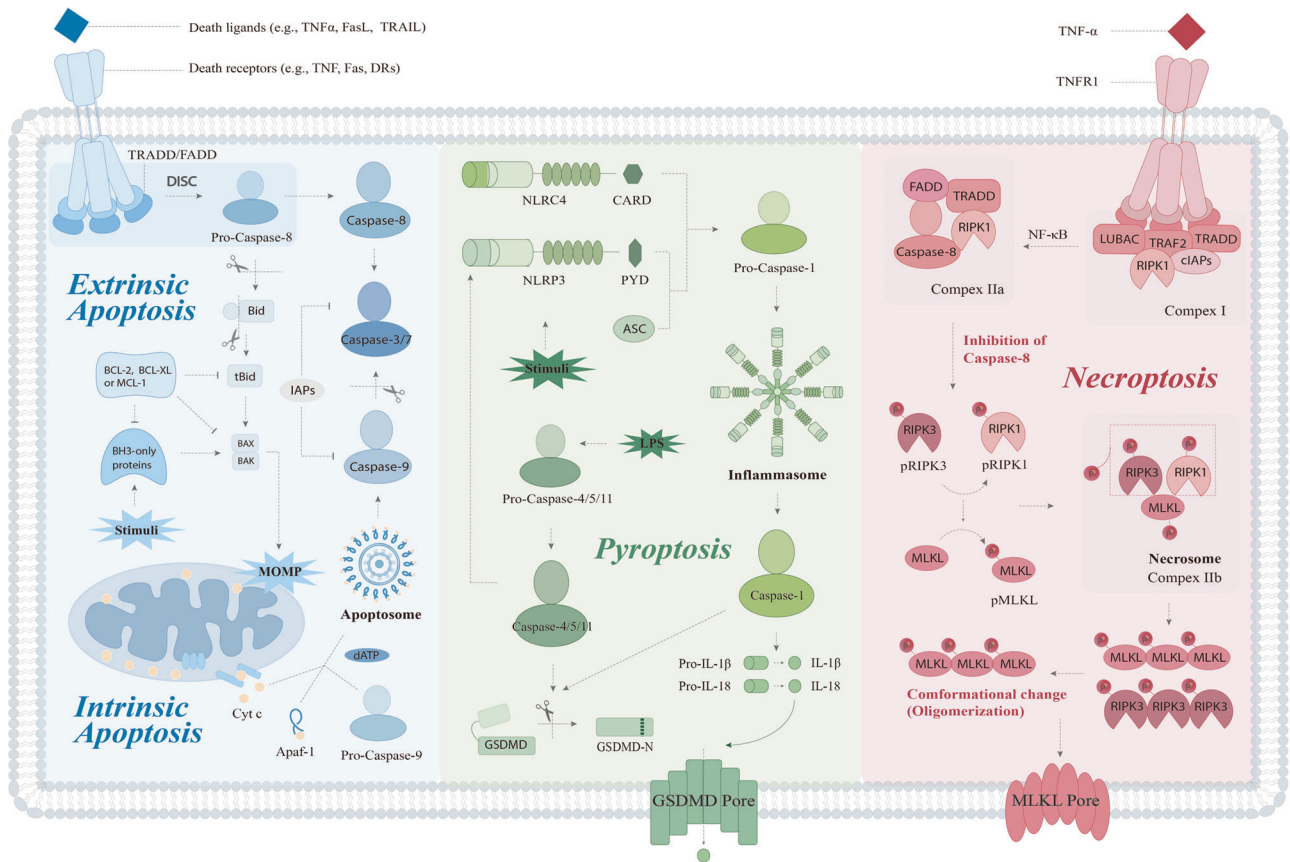 Death ligands (e.g., TNFα, FasL, TRAIL)
Death receptors (e.g., TNF, Fas, DRs)
TNF-α
TNFR1
TRADD/FADD
DISC
Pro-Caspase-8
Caspase-8
Extrinsic
Apoptosis
Bid
Caspase-3/7
BCL-2, BCL-XL
or MCL-1
tBid
IAPs
BH3-only
proteins
BAX
BAK
Caspase-9
Stimuli
MOMP
Apoptosome
dATP
Cyt c
Intrinsic
Apoptosis
Apaf-1
Pro-Caspase-9
NLRC4
CARD
NLRP3
PYD
ASC
Pro-Caspase-1
Stimuli
LPS
Pro-Caspase-4/5/11
Inflammasome
Pyroptosis
Caspase-4/5/11
Caspase-1
Pro-IL-1β
IL-1β
Pro-IL-18
IL-18
GSDMD
GSDMD-N
GSDMD Pore
FADD
TRADD
RIPK1
Caspase-8
Compex IIa
NF-κB
LUBAC
TRAF2
TRADD
RIPK1
cIAPs
Compex I
Inhibition of
Caspase-8
Necroptosis
P
RIPK3
pRIPK3
P
RIPK1
pRIPK1
MLKL
P
MLKL
pMLKL
P
P
P
RIPK3
RIPK1
MLKL
P
Necrosome
Compex IIb
P
P
P
MLKL
MLKL
MLKL
Comformational change
(Oligomerization)
P
P
P
MLKL
MLKL
MLKL
P
P
P
RIPK3
RIPK3
RIPK3
MLKL Pore